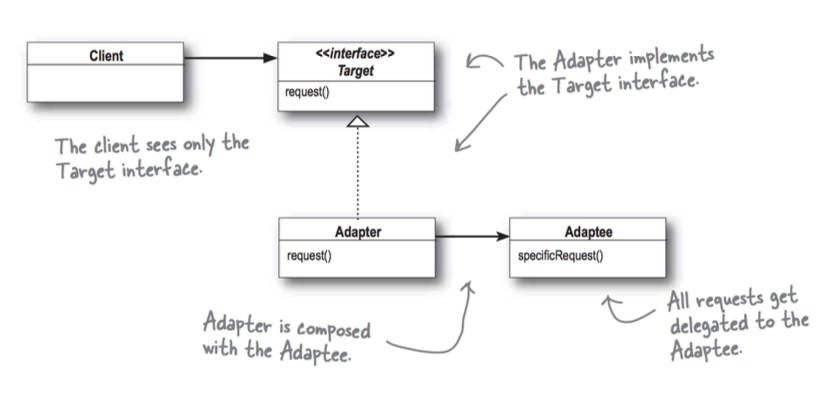 Client
<<interface>>
Target
request()
The Adapter implements
the Target interface.
The client sees only the
Target interface.
Adapter
request()
Adaptee
specificRequest()
Adapter is composed
with the Adaptee.
All requests get
delegated to the
Adaptee.